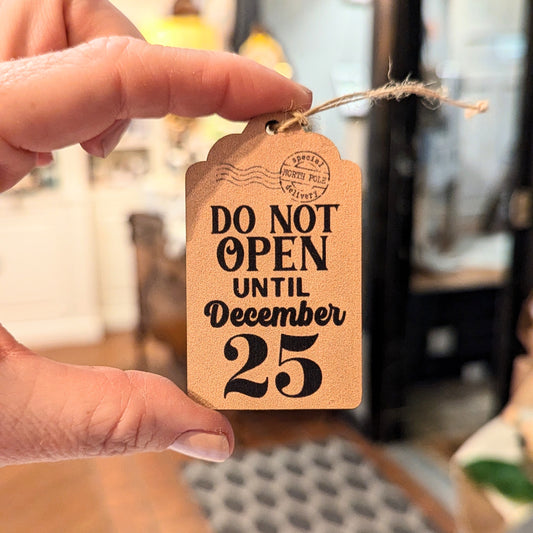 special
NORTH POLE
delivery
DO NOT
OPEN
UNTIL
December
25